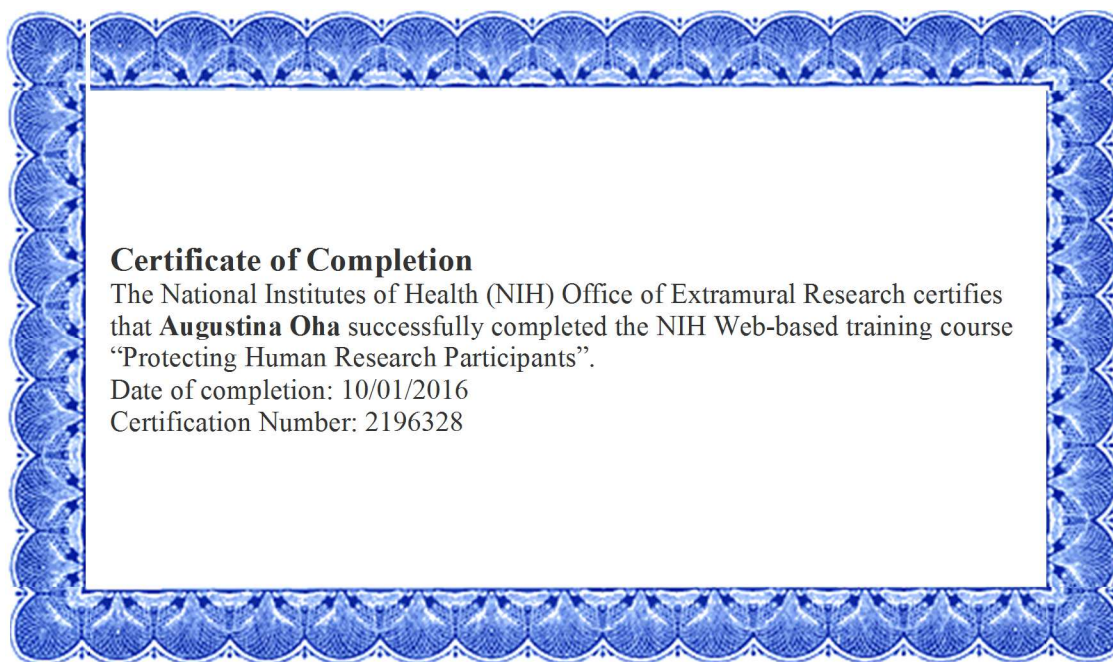 Certificate of Completion
The National Institutes of Health (NIH) Office of Extramural Research certifies
that Augustina Oha successfully completed the NIH Web-based training course
“Protecting Human Research Participants”.
Date of completion: 10/01/2016
Certification Number: 2196328